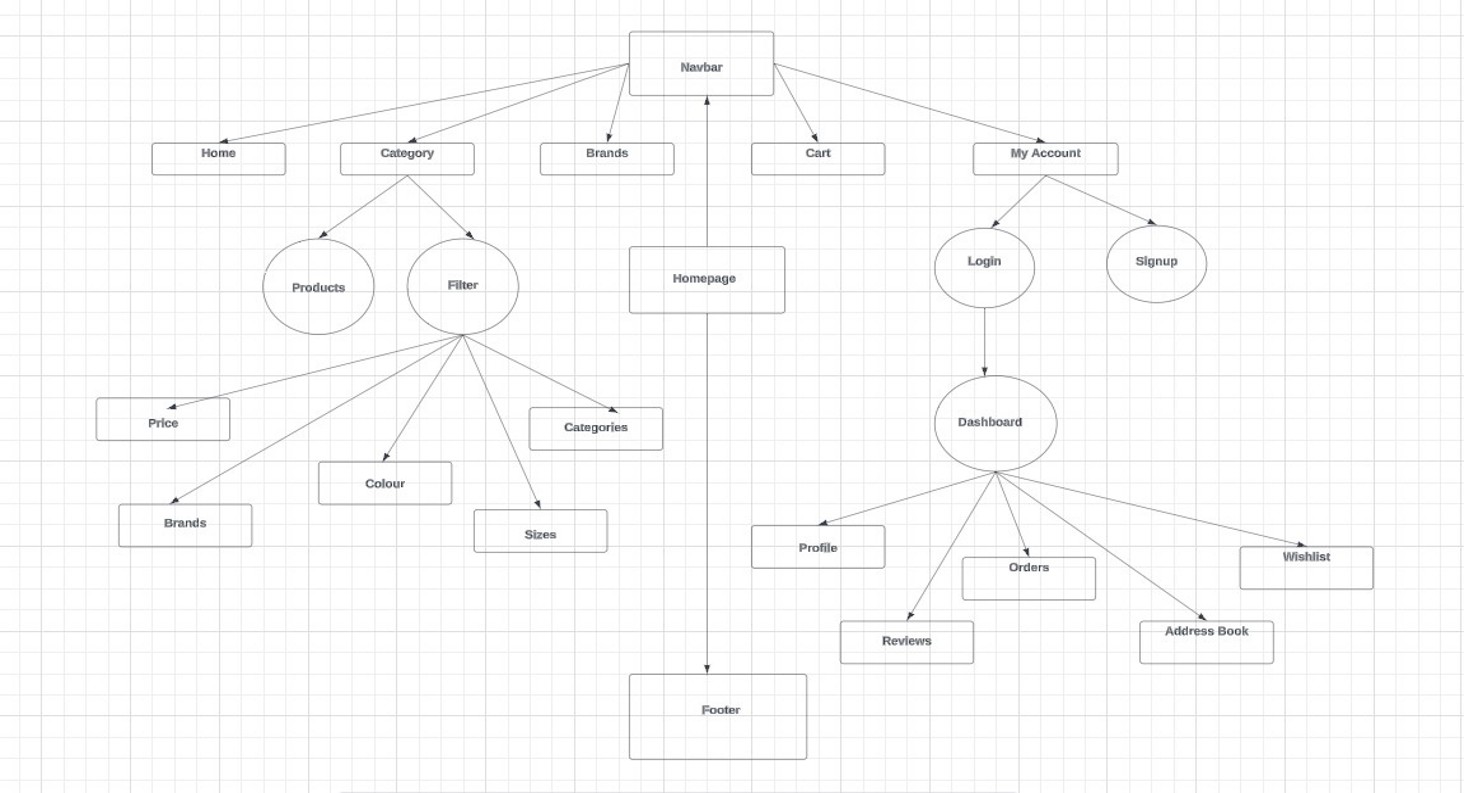 Navbar
Home
Category
Brands
Cart
My Account
Products
Filter
Homepage
Login
Signup
Price
Categories
Dashboard
Brands
Colour
Sizes
Profile
Orders
Wishlist
Reviews
Address Book
Footer